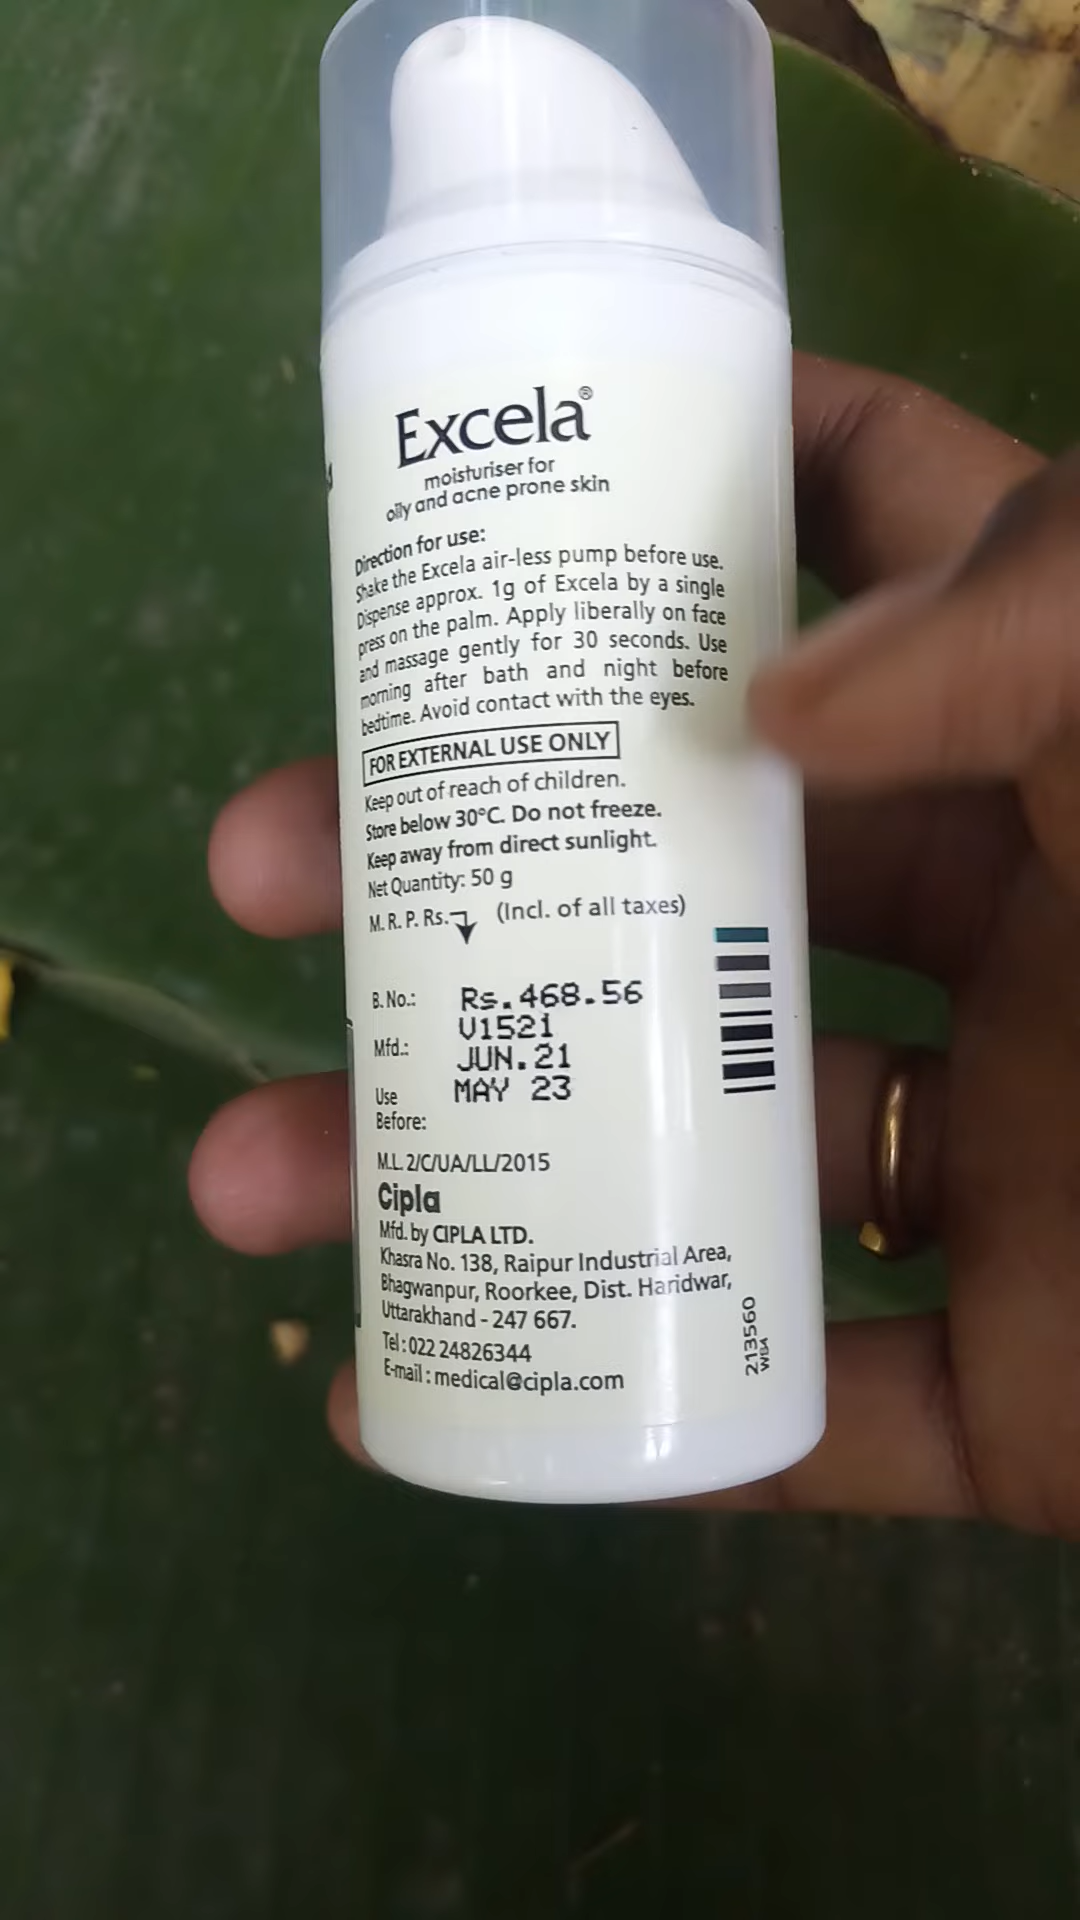 Excela®
moisturiser for
oily and acne prone skin
Direction for use:
Shake the Excela air-less pump before use.
Dispense approx. 1g of Excela by a single
press on the palm. Apply liberally on face
and massage gently for 30 seconds. Use
morning after bath and night before
bedtime. Avoid contact with the eyes.
FOR EXTERNAL USE ONLY
Keep out of reach of children.
Store below 30°C. Do not freeze.
Keep away from direct sunlight.
Net Quantity: 50 g
M. R. P. Rs. (Incl. of all taxes)
Rs.468.56
B. No.: V1521
Mfd.: JUN.21
Use MAY 23
Before:
M.L. 2/C/UA/LL/2015
Cipla
Mfd. by CIPLA LTD.
Khasra No. 138, Raipur Industrial Area,
Bhagwanpur, Roorkee, Dist. Haridwar,
Uttarakhand - 247 667.
Tel : 022 24826344
E-mail : medical@cipla.com
213560
WB4